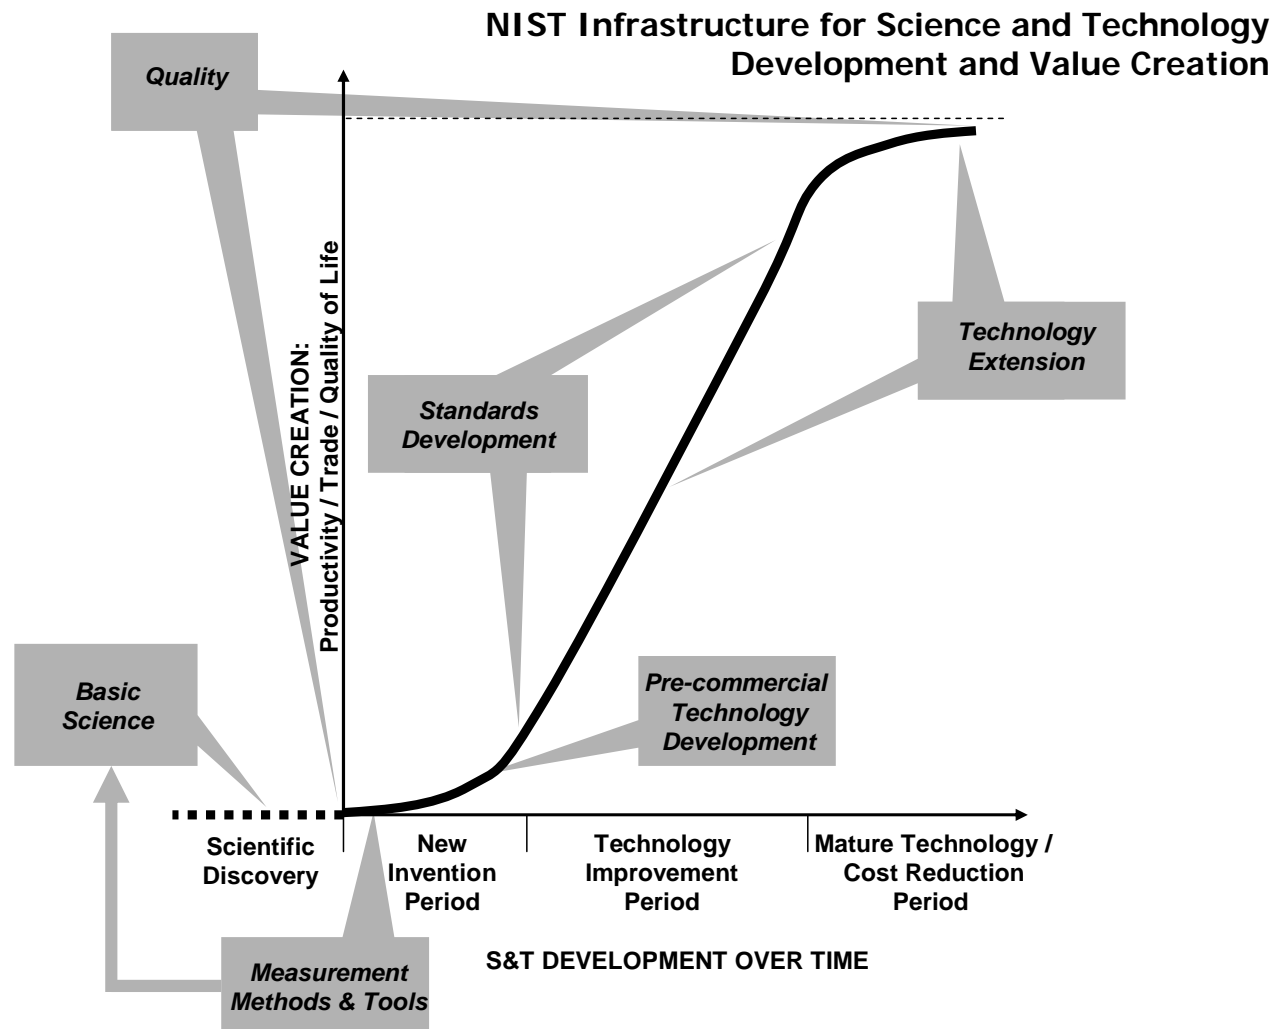 NIST Infrastructure for Science and Technology
Development and Value Creation
Quality
VALUE CREATION:
Productivity / Trade / Quality of Life
Technology
Extension
Standards
Development
Basic
Science
Pre-commercial
Technology
Development
Scientific
Discovery
New
Invention
Period
Technology
Improvement
Period
Mature Technology /
Cost Reduction
Period
S&T DEVELOPMENT OVER TIME
Measurement
Methods & Tools